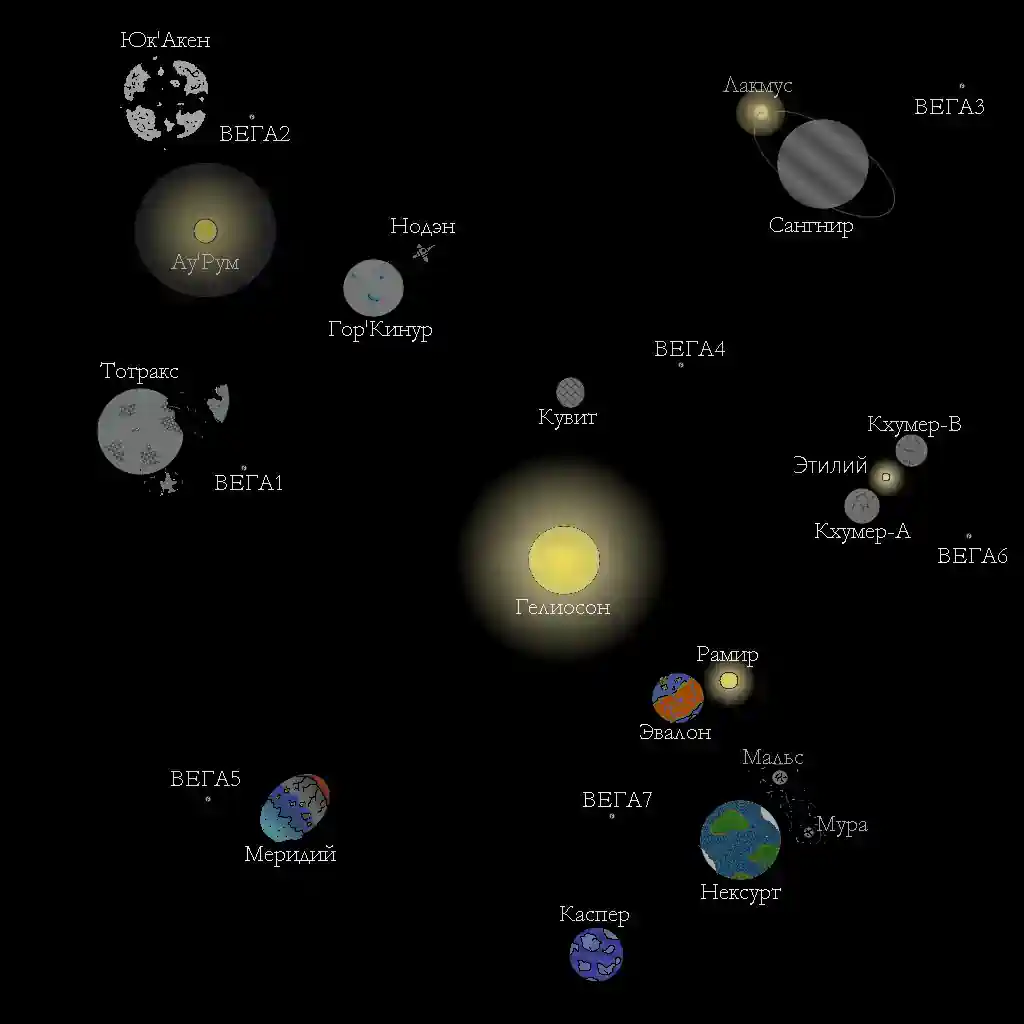 Юк'Акен
Лакмус
ВЕГА3
ВЕГА2
Сангнир
Нодэн
Ау'Рум
Гор'Кинур
ВЕГА4
Тотракс
Кувит
Кхумер-В
Этилий
ВЕГА1
Кхумер-А
ВЕГА6
Гелиосон
Рамир
Эвалон
Мальс
ВЕГА5
ВЕГА7
Мура
Меридий
Нексурт
Каспер